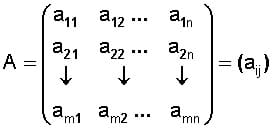 a11 a12 ... a1n
a21 a22 ... a2n
A = ( ↓ ↓ ↓ ) = (aij)
am1 am2 ... amn